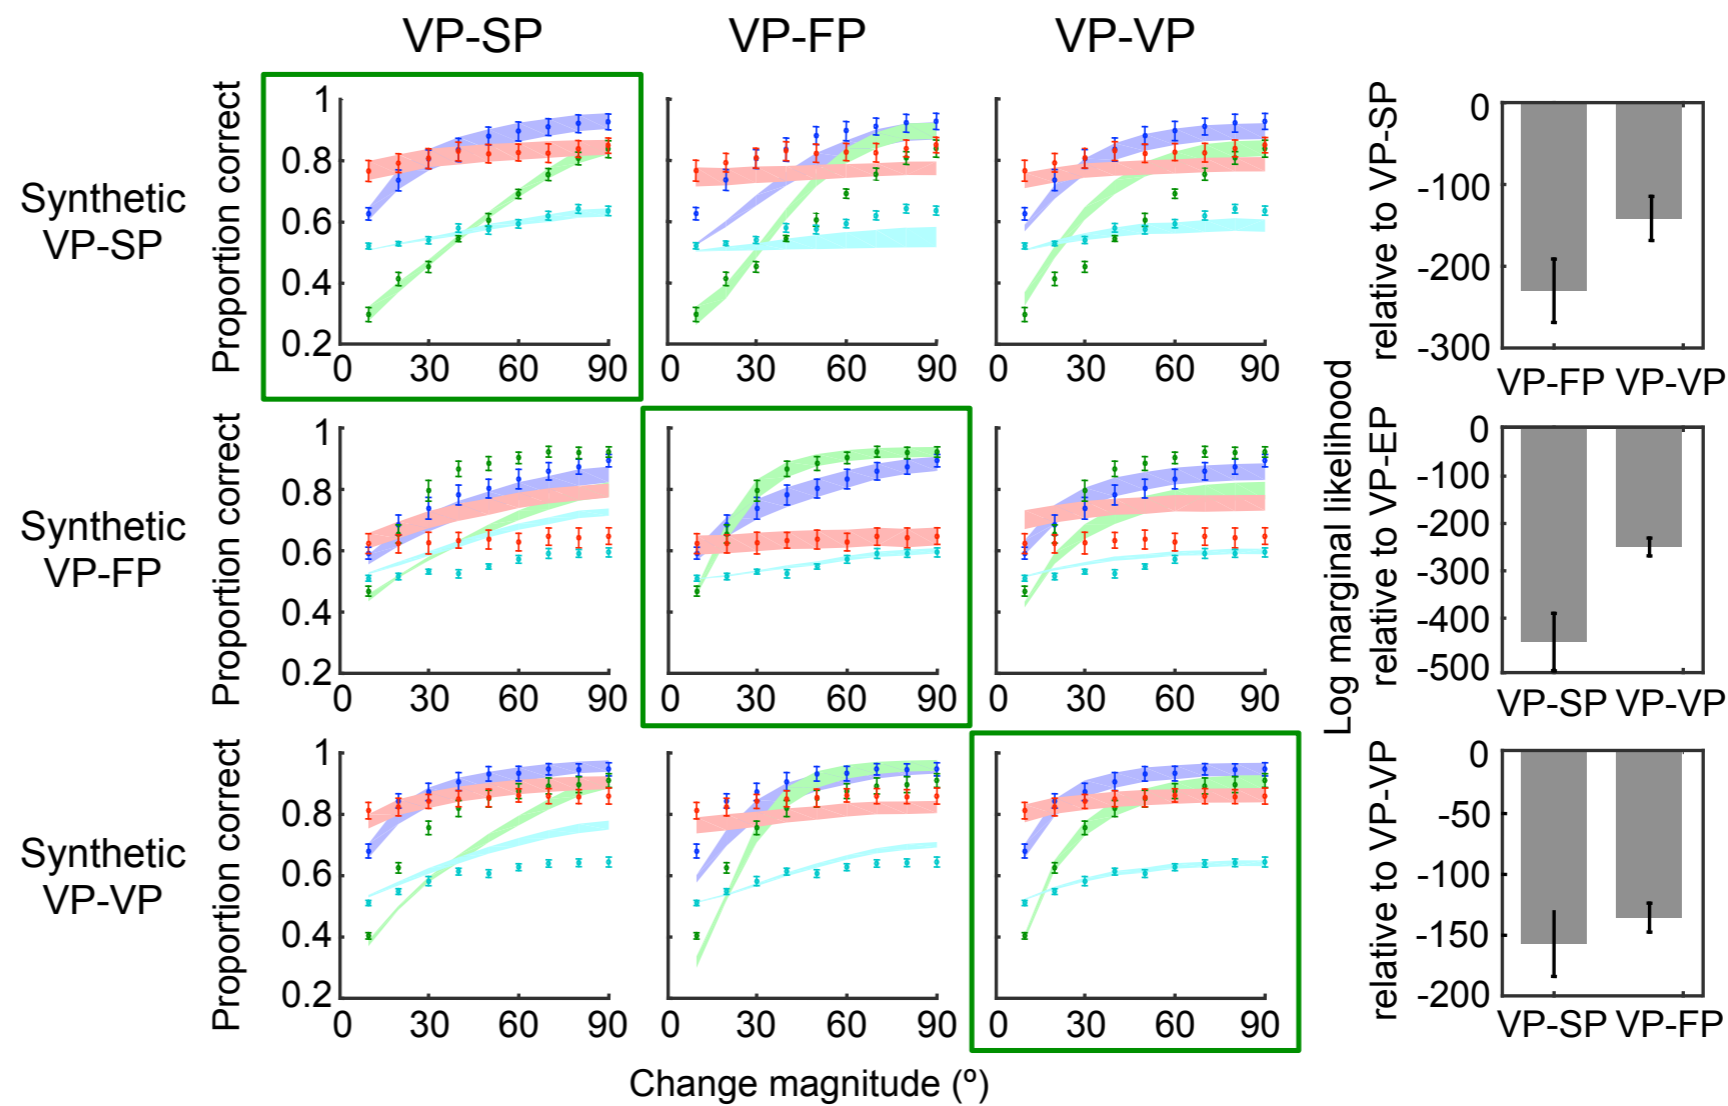 VP-SP VP-FP VP-VP
Synthetic
VP-SP
Proportion correct
1
0.8
0.6
0.4
0.2
0 30 60 90
0 30 60 90
0 30 60 90
relative to VP-SP
0
-100
-200
-300
VP-FP VP-VP
Synthetic
VP-FP
Proportion correct
1
0.8
0.6
0.4
0.2
0 30 60 90
0 30 60 90
0 30 60 90
Log marginal likelihood
relative to VP-EP
0
-100
-200
-300
-400
-500
VP-SP VP-VP
Synthetic
VP-VP
Proportion correct
1
0.8
0.6
0.4
0.2
0 30 60 90
0 30 60 90
0 30 60 90
relative to VP-VP
0
-50
-100
-150
-200
VP-SP VP-FP
Change magnitude (º)